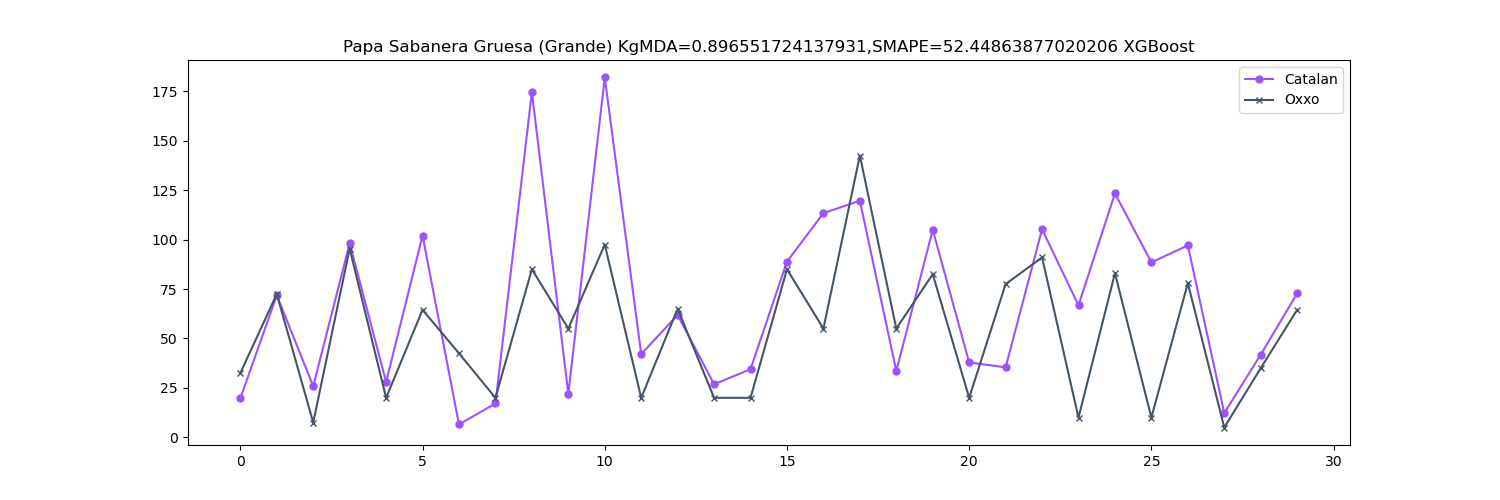 Papa Sabanera Gruesa (Grande) KgMDA=0.896551724137931,SMAPE=52.44863877020206 XGBoost
Catalan
Oxxo
175
150
125
100
75
50
25
0
0 5 10 15 20 25 30